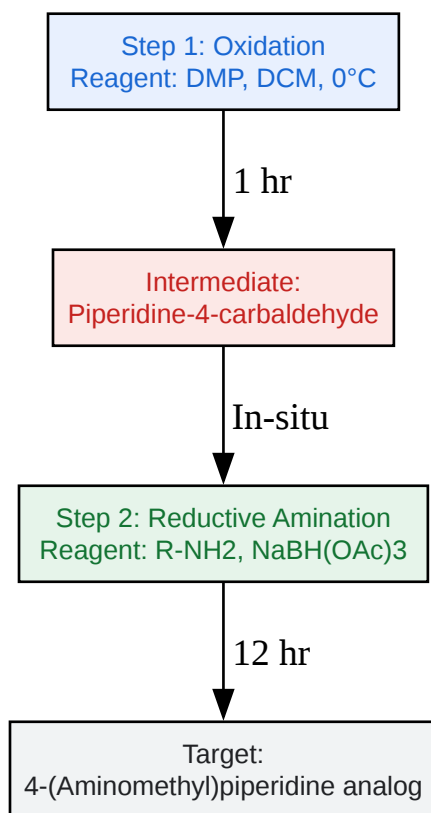 Step 1: Oxidation
Reagent: DMP, DCM, 0°C
1 hr
Intermediate:
Piperidine-4-carbaldehyde
In-situ
Step 2: Reductive Amination
Reagent: R-NH2, NaBH(OAc)3
12 hr
Target:
4-(Aminomethyl)piperidine analog